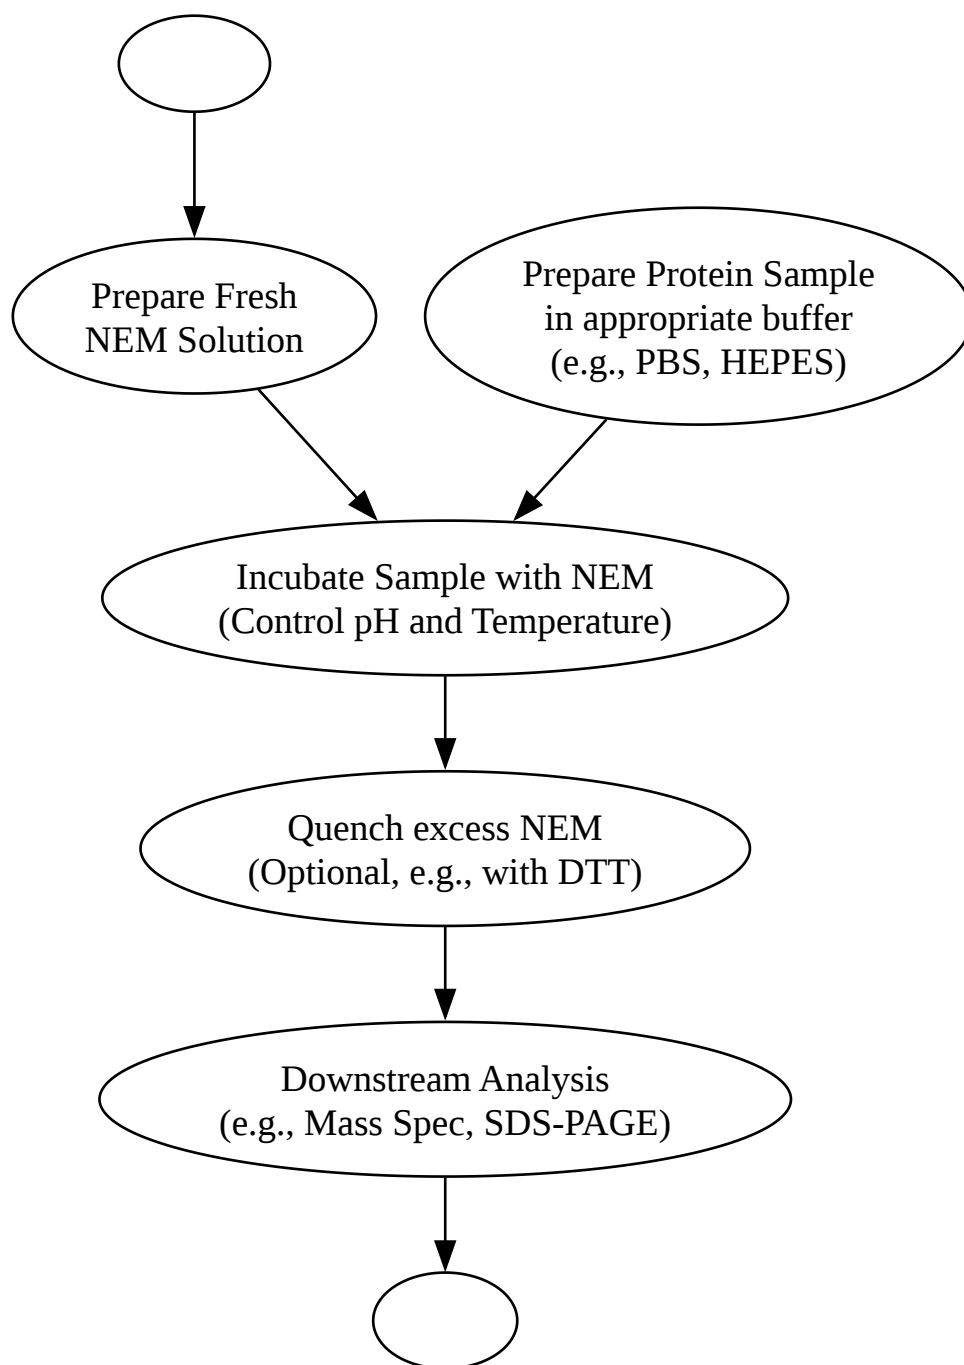 Prepare Fresh
NEM Solution
Prepare Protein Sample
in appropriate buffer
(e.g., PBS, HEPES)
Incubate Sample with NEM
(Control pH and Temperature)
Quench excess NEM
(Optional, e.g., with DTT)
Downstream Analysis
(e.g., Mass Spec, SDS-PAGE)